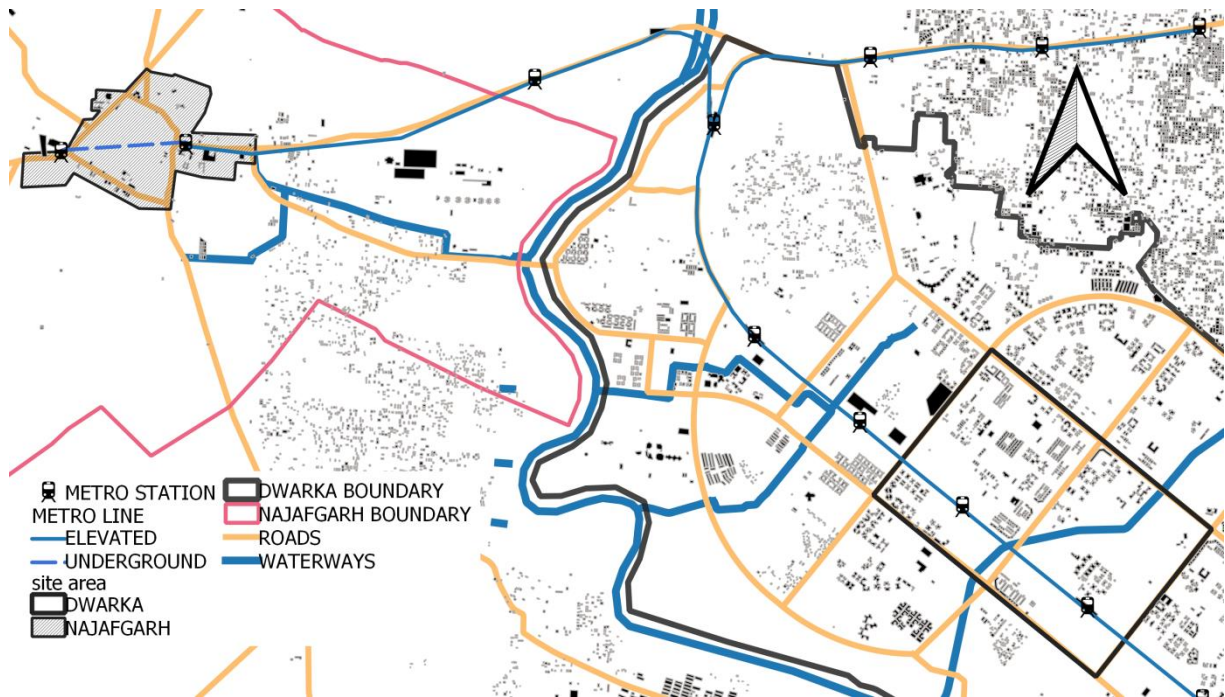 METRO STATION
METRO LINE
ELEVATED
UNDERGROUND
site area
DWARKA
NAJAFGARH
DWARKA BOUNDARY
NAJAFGARH BOUNDARY
ROADS
WATERWAYS